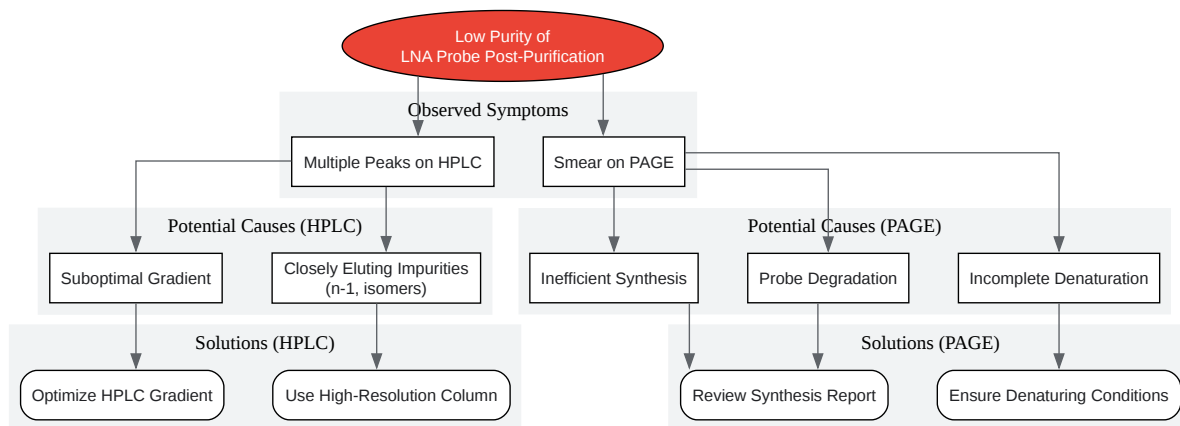 Low Purity of
LNA Probe Post-Purification
Observed Symptoms
Multiple Peaks on HPLC
Smear on PAGE
Potential Causes (HPLC)
Potential Causes (PAGE)
Suboptimal Gradient
Closely Eluting Impurities
(n-1, isomers)
Inefficient Synthesis
Probe Degradation
Incomplete Denaturation
Solutions (HPLC)
Solutions (PAGE)
Optimize HPLC Gradient
Use High-Resolution Column
Review Synthesis Report
Ensure Denaturing Conditions